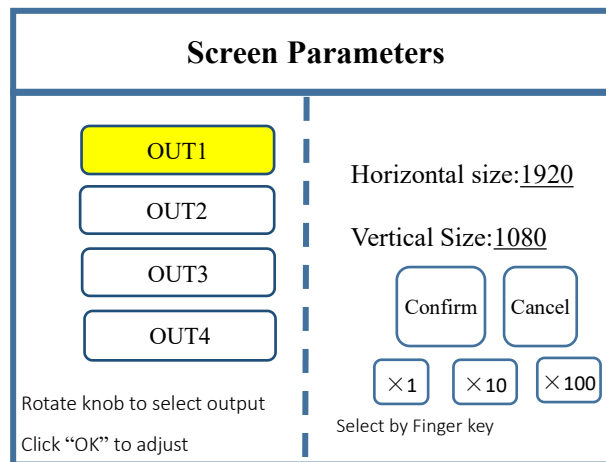 Screen Parameters
OUT1
OUT2
OUT3
OUT4
Rotate knob to select output
Click “OK” to adjust
Horizontal size:1920
Vertical Size:1080
Confirm Cancel
×1 ×10 ×100
Select by Finger key